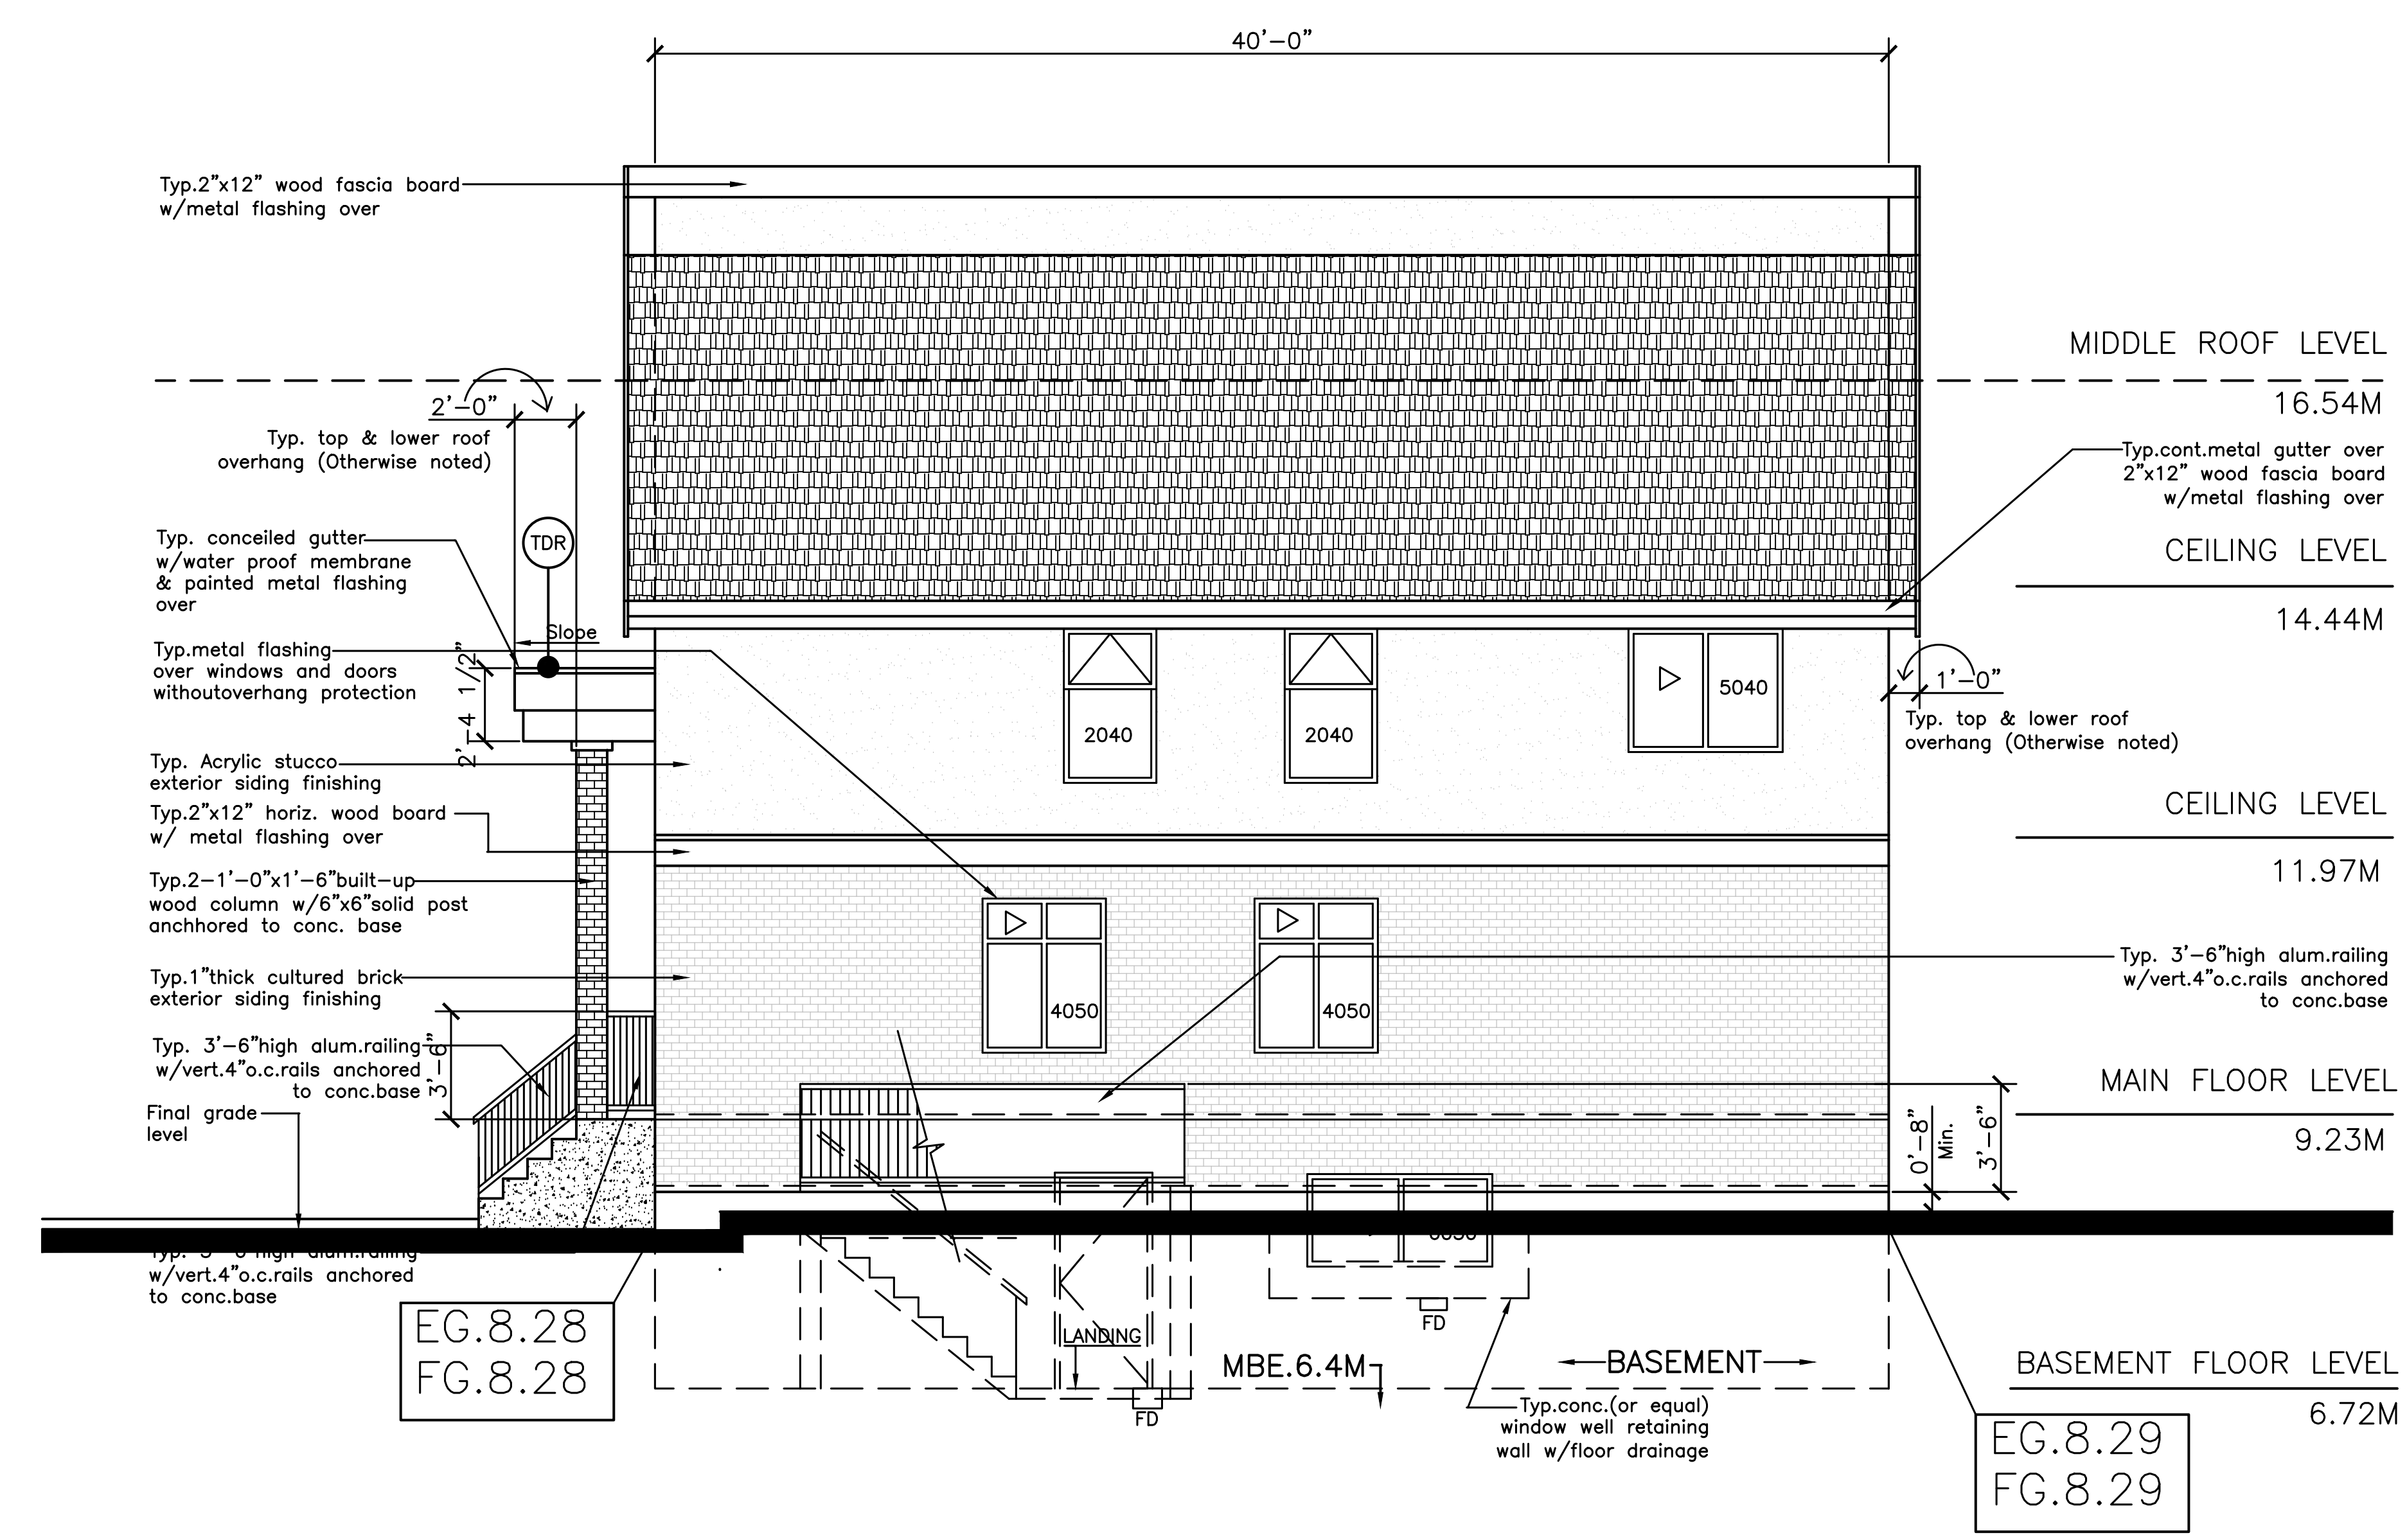 40'-0"
Typ.2"x12" wood fascia board
w/metal flashing over
MIDDLE ROOF LEVEL
16.54M
2'-0"
Typ. top & lower roof
overhang (Otherwise noted)
Typ.cont.metal gutter over
2"x12" wood fascia board
w/metal flashing over
Typ. conceiled gutter
w/water proof membrane
& painted metal flashing
over
TDR
CEILING LEVEL
14.44M
Slope
Typ.metal flashing
over windows and doors
withoutoverhang protection
2'-4 1/2"
2040
2040
5040
1'-0"
Typ. top & lower roof
overhang (Otherwise noted)
Typ. Acrylic stucco
exterior siding finishing
Typ.2"x12" horiz. wood board
w/ metal flashing over
CEILING LEVEL
11.97M
Typ.2-1'-0"x1'-6"built-up
wood column w/6"x6"solid post
anchhored to conc. base
Typ.1"thick cultured brick
exterior siding finishing
4050
4050
Typ. 3'-6"high alum.railing
w/vert.4"o.c.rails anchored
to conc.base
Typ. 3'-6"high alum.railing
w/vert.4"o.c.rails anchored
to conc.base
3'-6"
MAIN FLOOR LEVEL
9.23M
0'-8"
Min.
3'-6"
Final grade
level
Typ. 3'-6"high alum.railing
w/vert.4"o.c.rails anchored
to conc.base
EG.8.28
FG.8.28
LANDING
FD
FD
MBE.6.4M
BASEMENT
Typ.conc.(or equal)
window well retaining
wall w/floor drainage
BASEMENT FLOOR LEVEL
6.72M
EG.8.29
FG.8.29